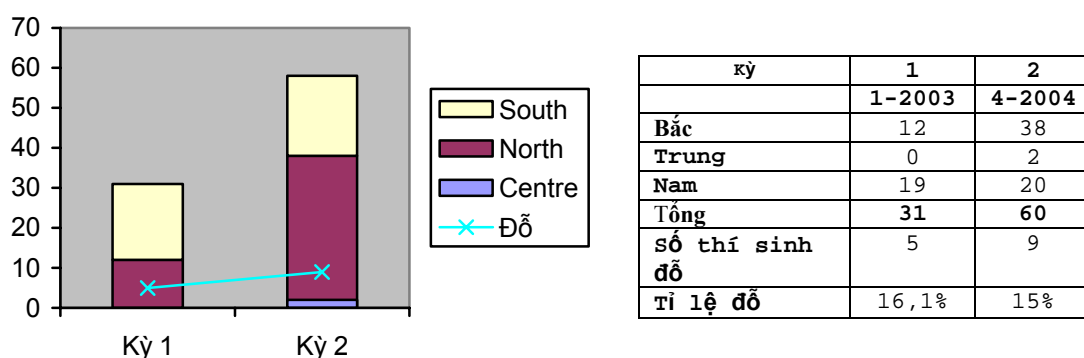 70
60
50
40
30
20
10
0
Kỳ 1 Kỳ 2
South
North
Centre
Đỗ
Kỳ 1 2
1-2003 4-2004
Bắc 12 38
Trung 0 2
Nam 19 20
Tổng 31 60
Số thí sinh 5 9
đỗ
Tỉ lệ đỗ 16,1% 15%